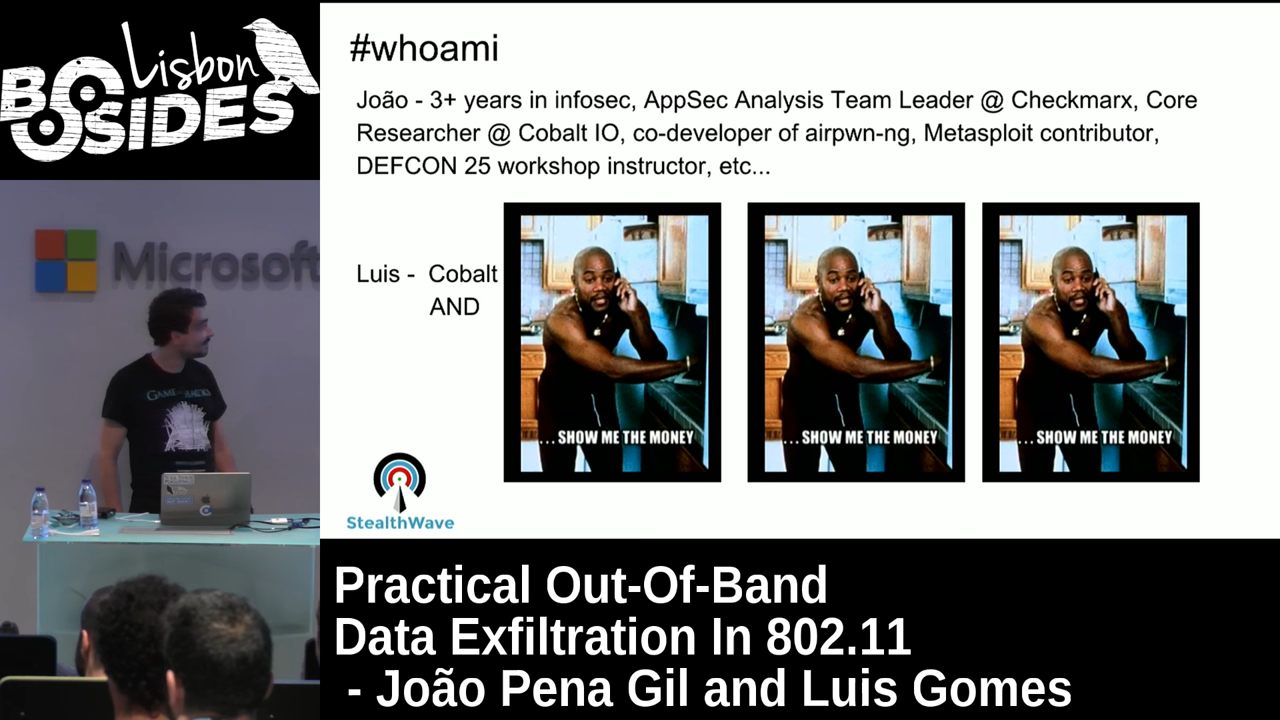 Lisbon
BSIDES
Microsoft
GAME HACKERS
#whoami
João - 3+ years in infosec, AppSec Analysis Team Leader @ Checkmarx, Core
Researcher @ Cobalt IO, co-developer of airpwn-ng, Metasploit contributor,
DEFCON 25 workshop instructor, etc...
Luis - Cobalt
AND
... SHOW ME THE MONEY
... SHOW ME THE MONEY
... SHOW ME THE MONEY
StealthWave
Practical Out-Of-Band
Data Exfiltration In 802.11
- João Pena Gil and Luis Gomes